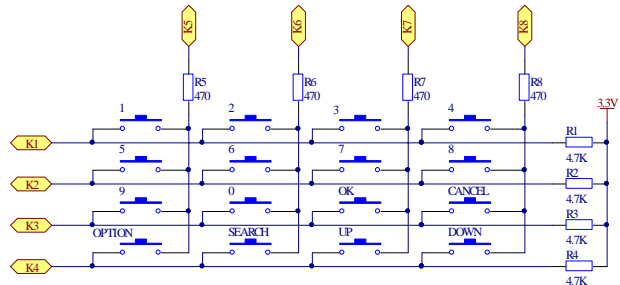 K5 K6 K7 K8
R5 R6 R7 R8
470 470 470 470
3.3V
1 2 3 4
R1
K1
4.7K
5 6 7 8
K2
R2
4.7K
9 0 OK CANCEL
K3
R3
4.7K
OPTION SEARCH UP DOWN
K4
R4
4.7K